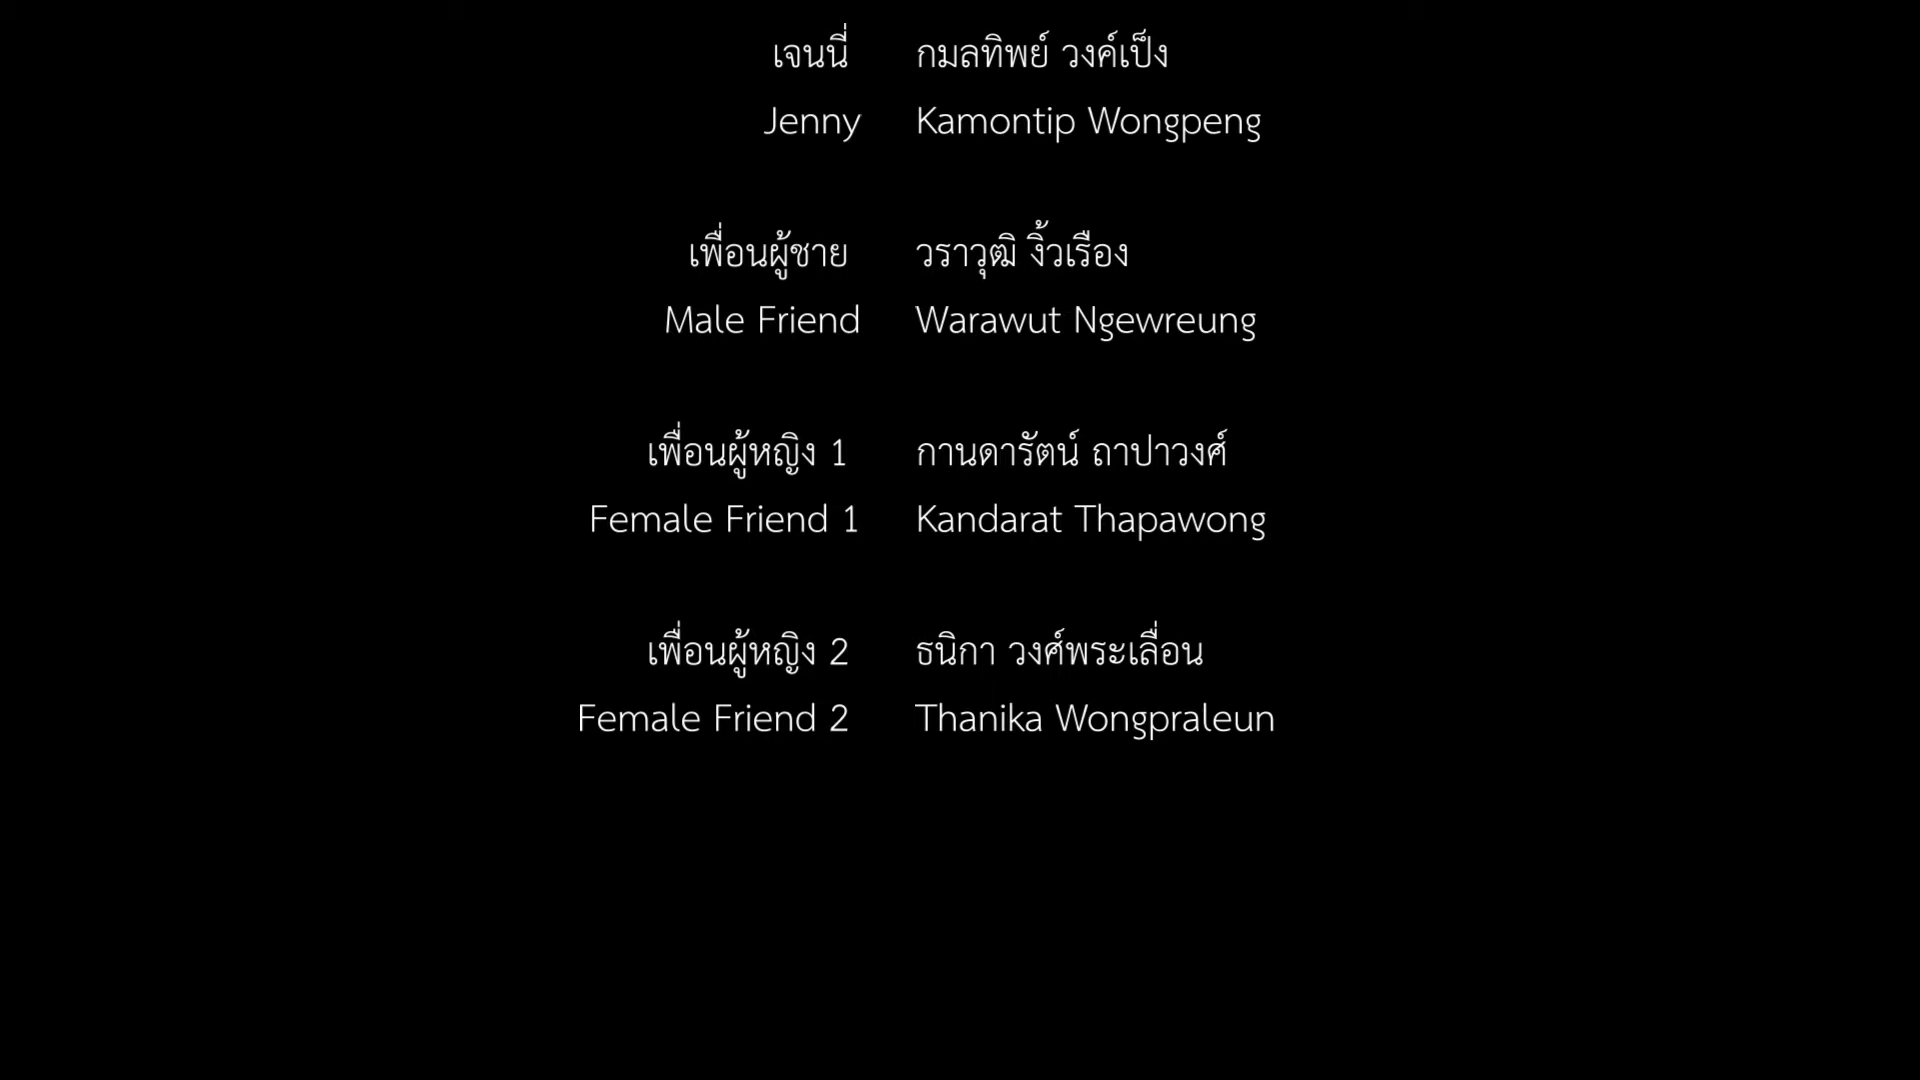 เจนนี่ กมลทิพย์ วงค์เป็ง
Jenny Kamontip Wongpeng
เพื่อนผู้ชาย วราวุฒิ งิ้วเรือง
Male Friend Warawut Ngewreung
เพื่อนผู้หญิง 1 กานดารัตน์ ถาปาวงศ์
Female Friend 1 Kandarat Thapawong
เพื่อนผู้หญิง 2 ธนิกา วงศ์พระเลื่อน
Female Friend 2 Thanika Wongpraleun